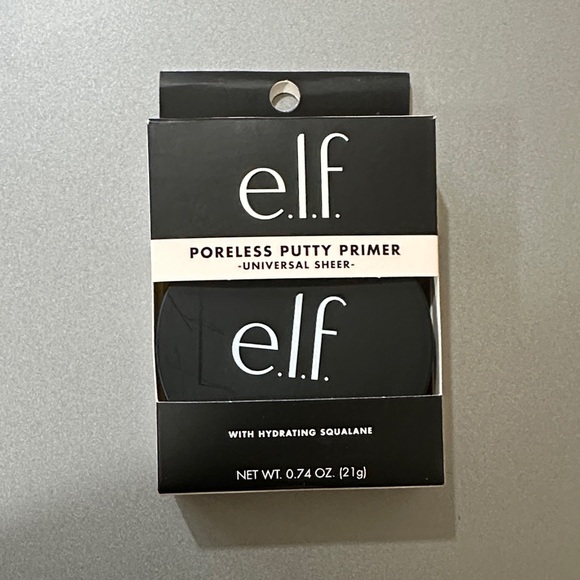 e.l.f.
PORELESS PUTTY PRIMER
-UNIVERSAL SHEER-
e.l.f.
WITH HYDRATING SQUALANE
NET WT. 0.74 OZ. (21g)